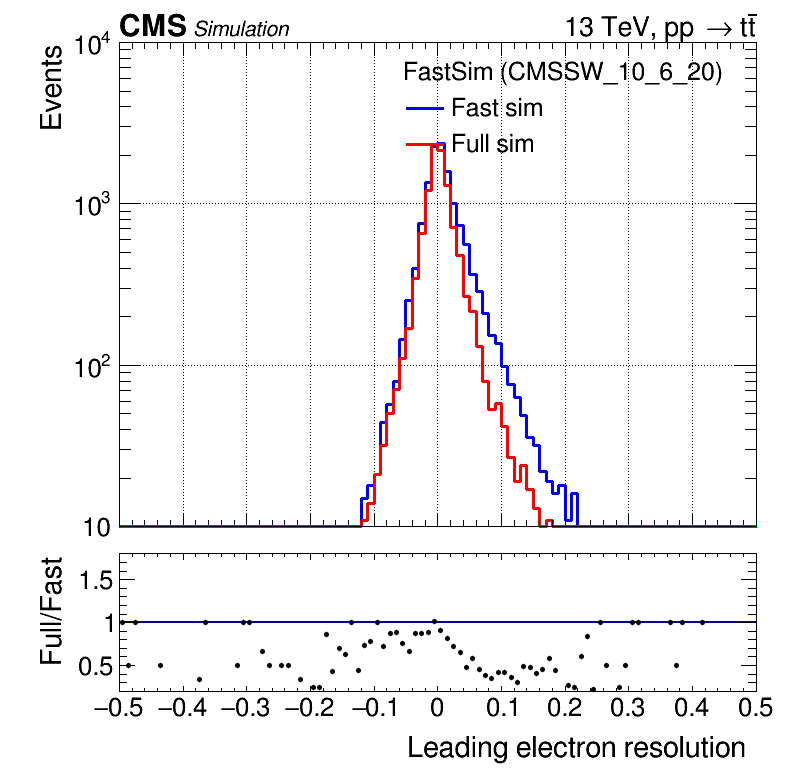 CMS Simulation 13 TeV, pp → tt̄
10⁴
Events
FastSim (CMSSW_10_6_20)
Fast sim
Full sim
10³
10²
10
Full/Fast
1.5
1
0.5
−0.5 −0.4 −0.3 −0.2 −0.1 0 0.1 0.2 0.3 0.4 0.5
Leading electron resolution